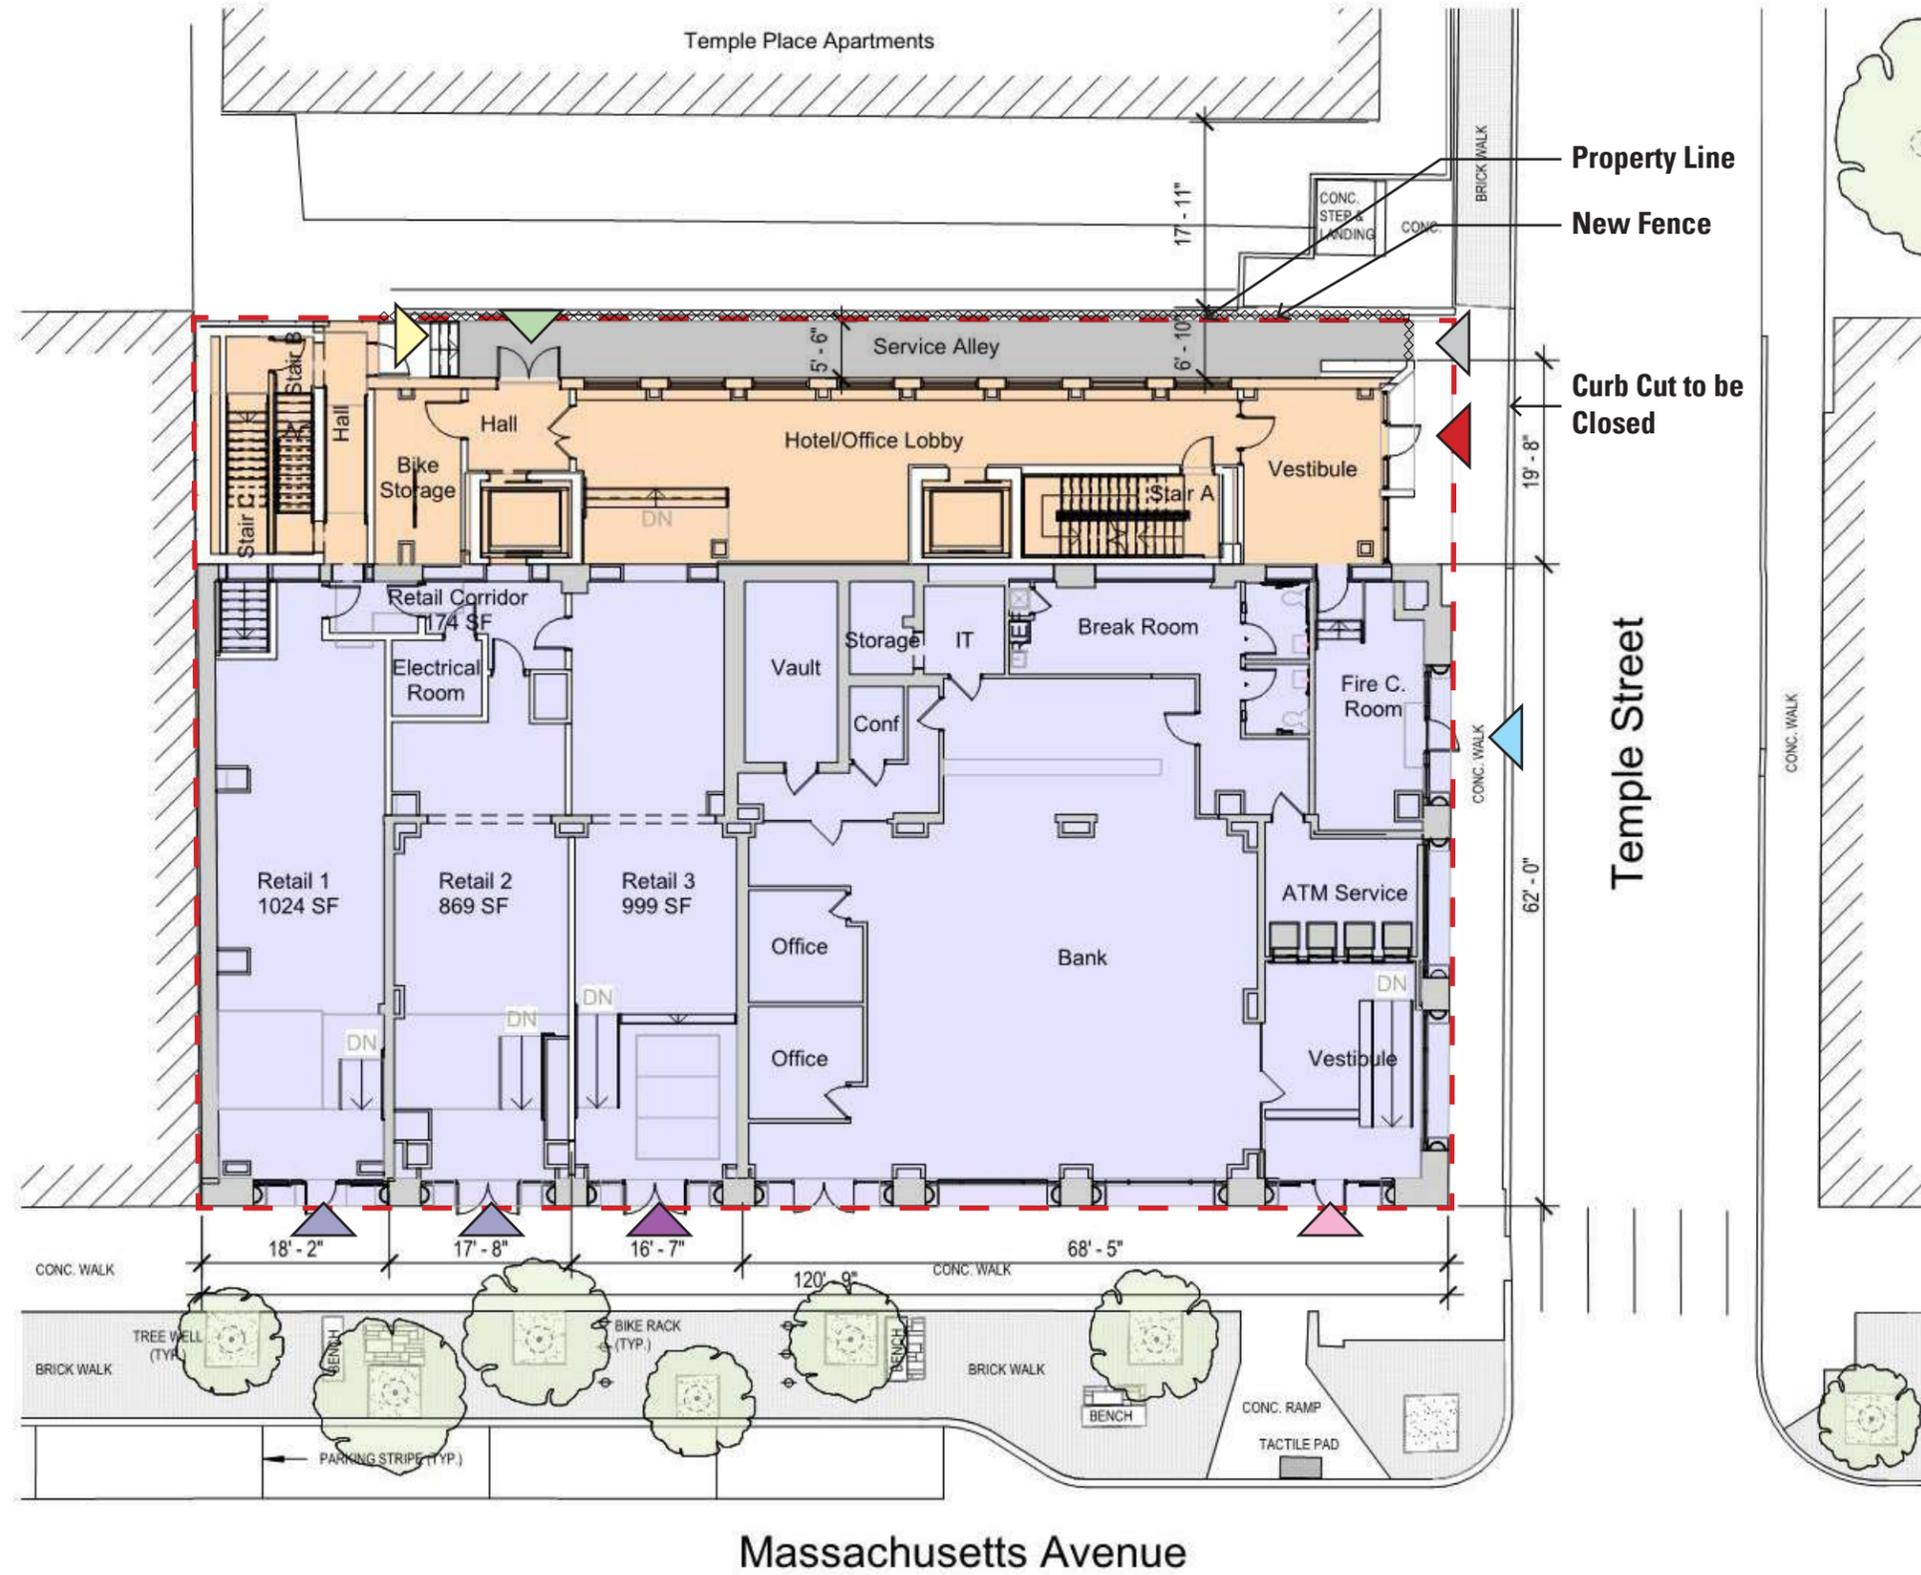 Temple Place Apartments
BRICK WALK
Property Line
17' - 11"
CONC.
STEP &
LANDING
CONC.
New Fence
Stair B
5' - 6"
Service Alley
6' - 10"
Curb Cut to be
Closed
Hall
Hall
Hotel/Office Lobby
19' - 8"
Bike
Storage
Vestibule
Stair C
DN
Stair A
Retail Corridor
174 SF
Storage
IT
REF
Break Room
Electrical
Room
Vault
Conf
Fire C.
Room
CONC. WALK
Temple Street
CONC. WALK
Retail 1
1024 SF
Retail 2
869 SF
Retail 3
999 SF
ATM Service
62' - 0"
Office
Bank
DN
DN
DN
DN
Office
Vestibule
18' - 2"
17' - 8"
16' - 7"
68' - 5"
CONC. WALK
120' - 9"
CONC. WALK
TREE WELL
(TYP.)
BENCH
BIKE RACK
(TYP.)
BENCH
BRICK WALK
BRICK WALK
BENCH
CONC. RAMP
TACTILE PAD
PARKING STRIPE (TYP.)
Massachusetts Avenue